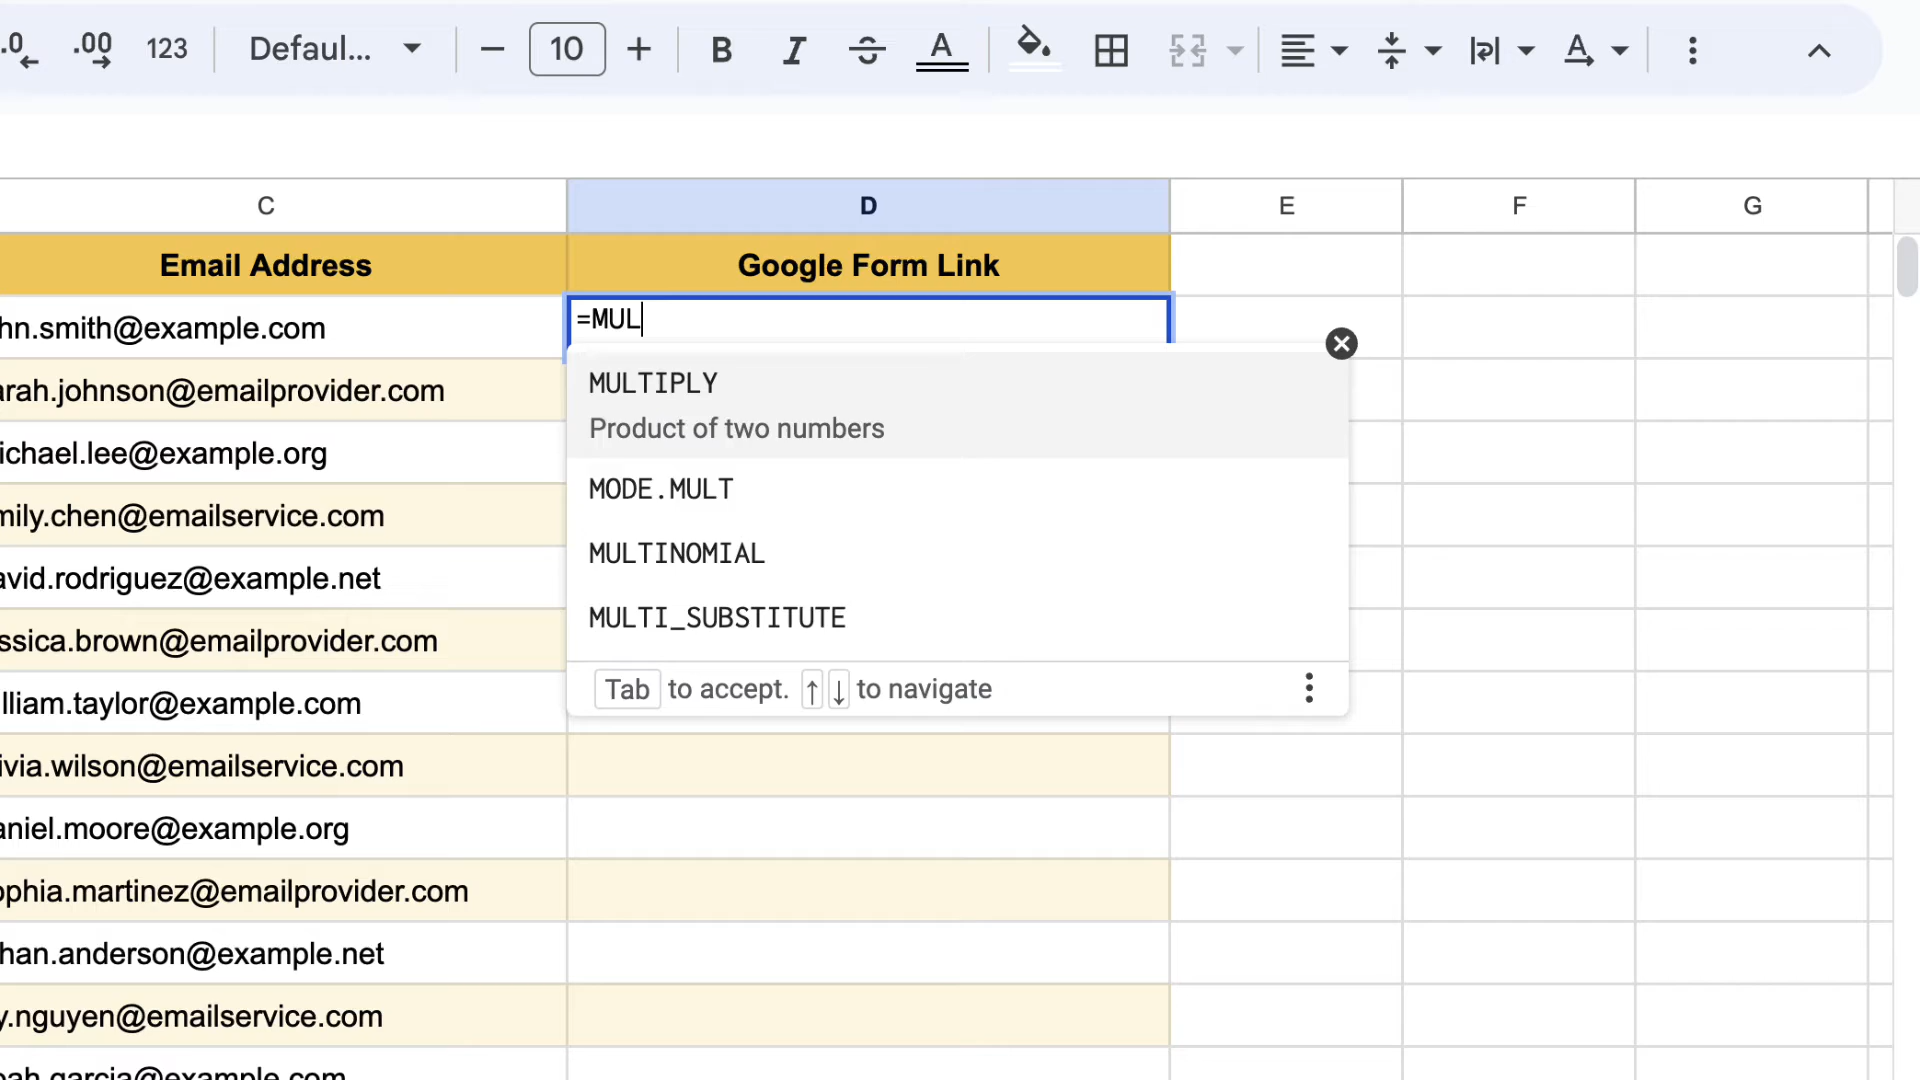 .0 .00 123 Defaul... 10 B I S A A
C D E F G
Email Address Google Form Link
hn.smith@example.com =MUL
arah.johnson@emailprovider.com MULTIPLY
Product of two numbers
ichael.lee@example.org MODE.MULT
mily.chen@emailservice.com MULTINOMIAL
avid.rodriguez@example.net MULTI_SUBSTITUTE
ssica.brown@emailprovider.com
lliam.taylor@example.com Tab to accept. ↑ ↓ to navigate
ivia.wilson@emailservice.com
aniel.moore@example.org
ophia.martinez@emailprovider.com
han.anderson@example.net
y.nguyen@emailservice.com
oah.garcia@example.com